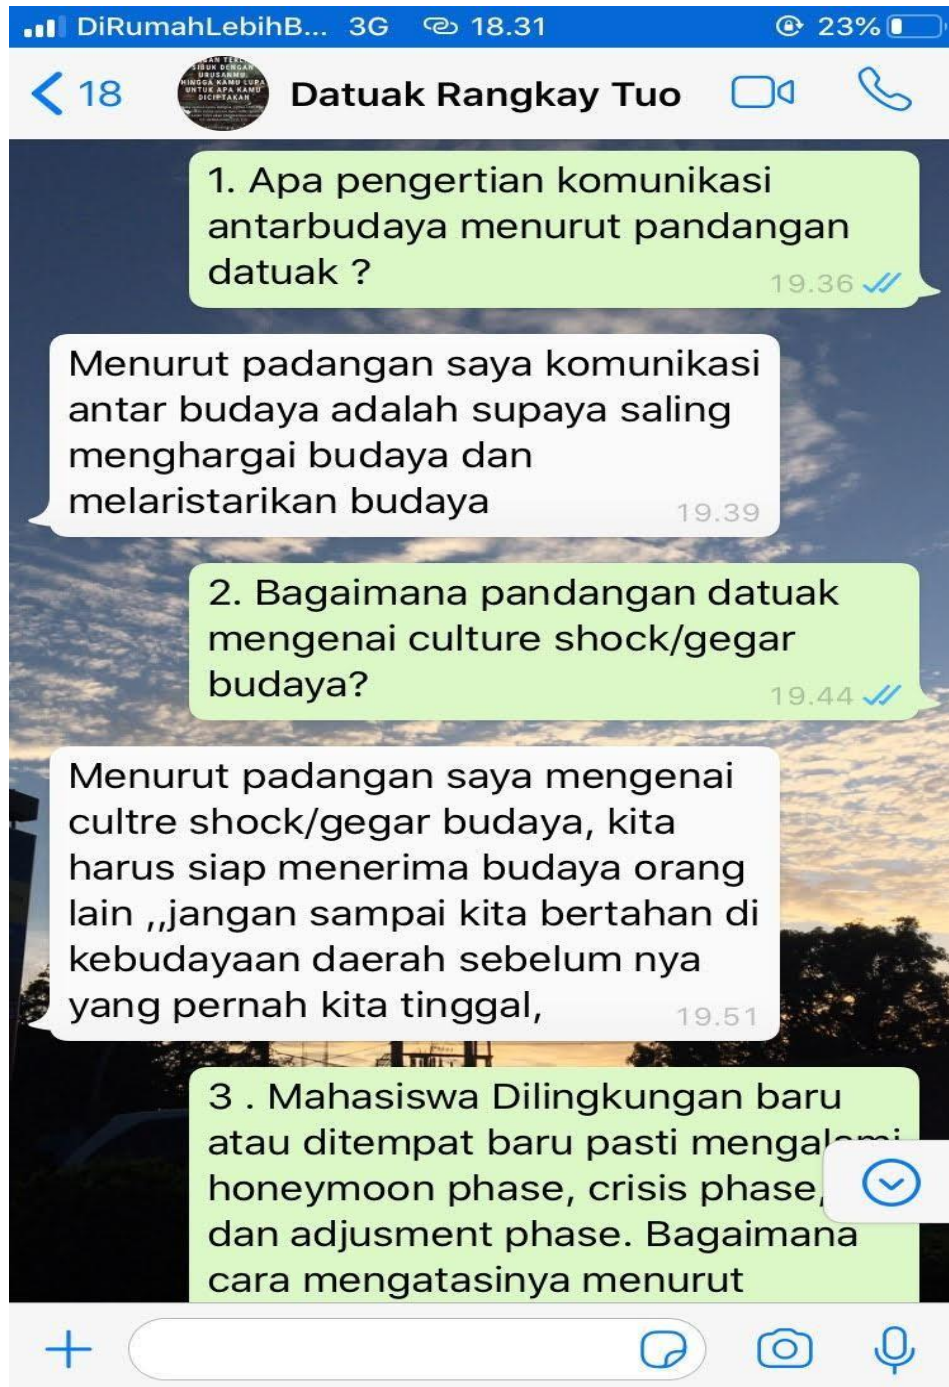 DiRumahLebihB... 3G 18.31 23%
18 Datuak Rangkay Tuo
1. Apa pengertian komunikasi
antarbudaya menurut pandangan
datuak ?
19.36
Menurut padangan saya komunikasi
antar budaya adalah supaya saling
menghargai budaya dan
melaristarikan budaya
19.39
2. Bagaimana pandangan datuak
mengenai culture shock/gegar
budaya?
19.44
Menurut padangan saya mengenai
cultre shock/gegar budaya, kita
harus siap menerima budaya orang
lain ,,jangan sampai kita bertahan di
kebudayaan daerah sebelum nya
yang pernah kita tinggal,
19.51
3 . Mahasiswa Dilingkungan baru
atau ditempat baru pasti mengalami
honeymoon phase, crisis phase,
dan adjusment phase. Bagaimana
cara mengatasinya menurut